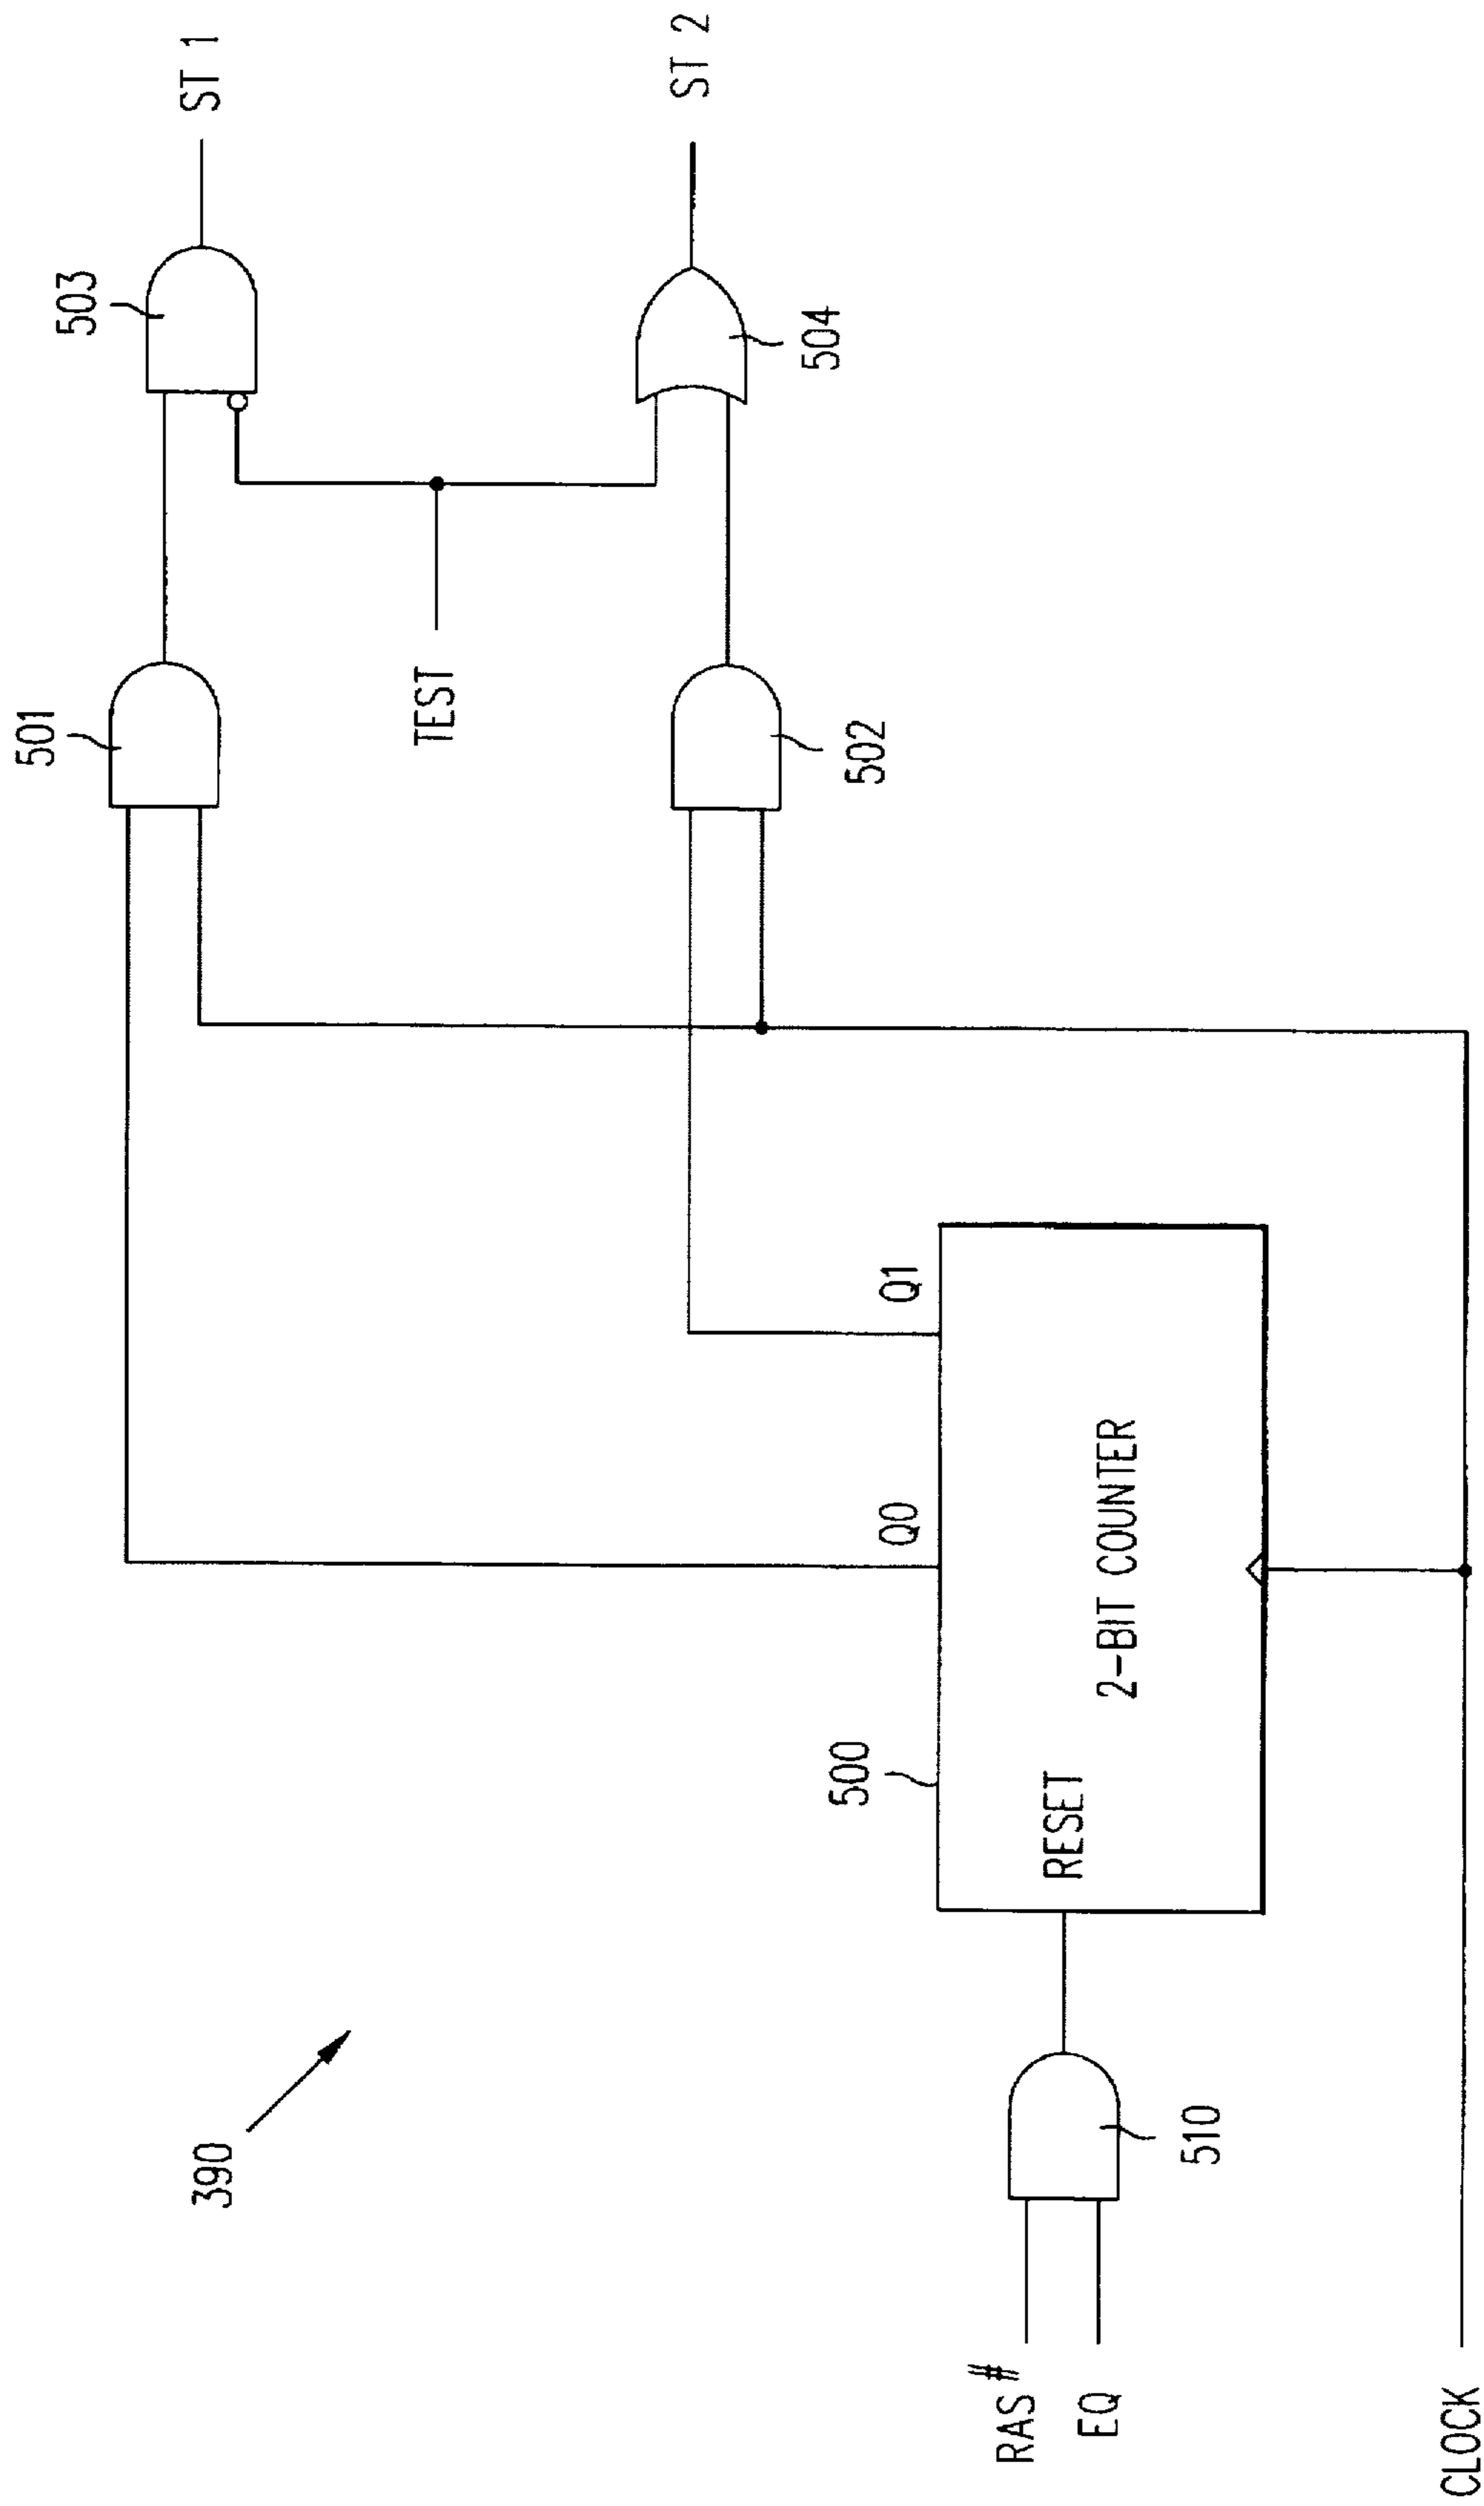 390
501
503
ST 1
TEST
502
504
ST 2
500
Q0
Q1
RESET
2-BIT COUNTER
RAS#
EQ
510
CLOCK